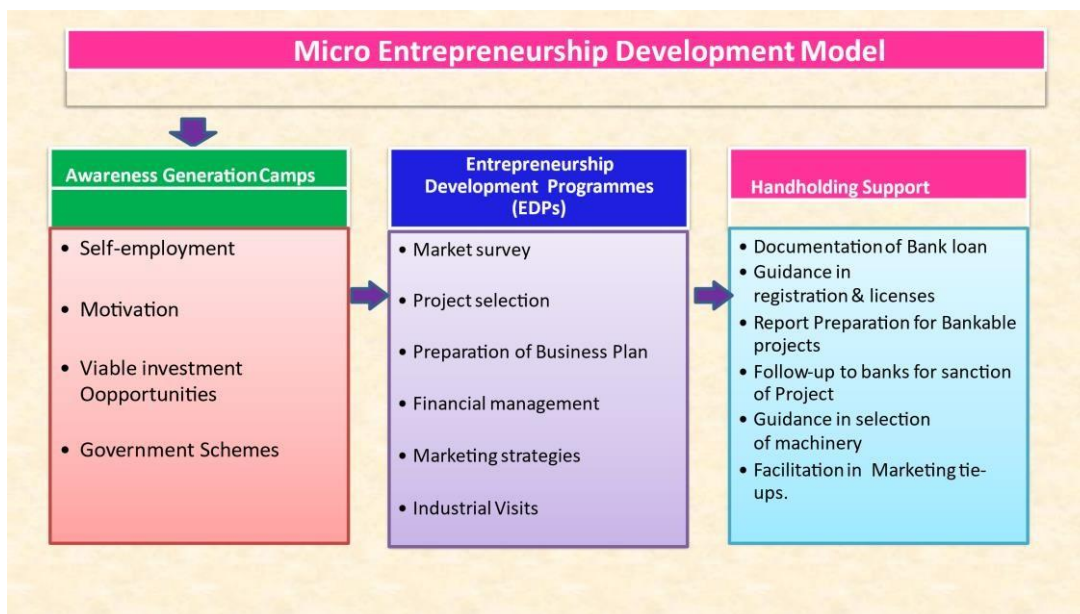 Micro Entrepreneurship Development Model
Awareness Generation Camps
• Self-employment
• Motivation
• Viable investment
Oopportunities
• Government Schemes
Entrepreneurship
Development Programmes
(EDPs)
• Market survey
• Project selection
• Preparation of Business Plan
• Financial management
• Marketing strategies
• Industrial Visits
Handholding Support
• Documentation of Bank loan
• Guidance in
registration & licenses
• Report Preparation for Bankable
projects
• Follow-up to banks for sanction
of Project
• Guidance in selection
of machinery
• Facilitation in Marketing tie-
ups.